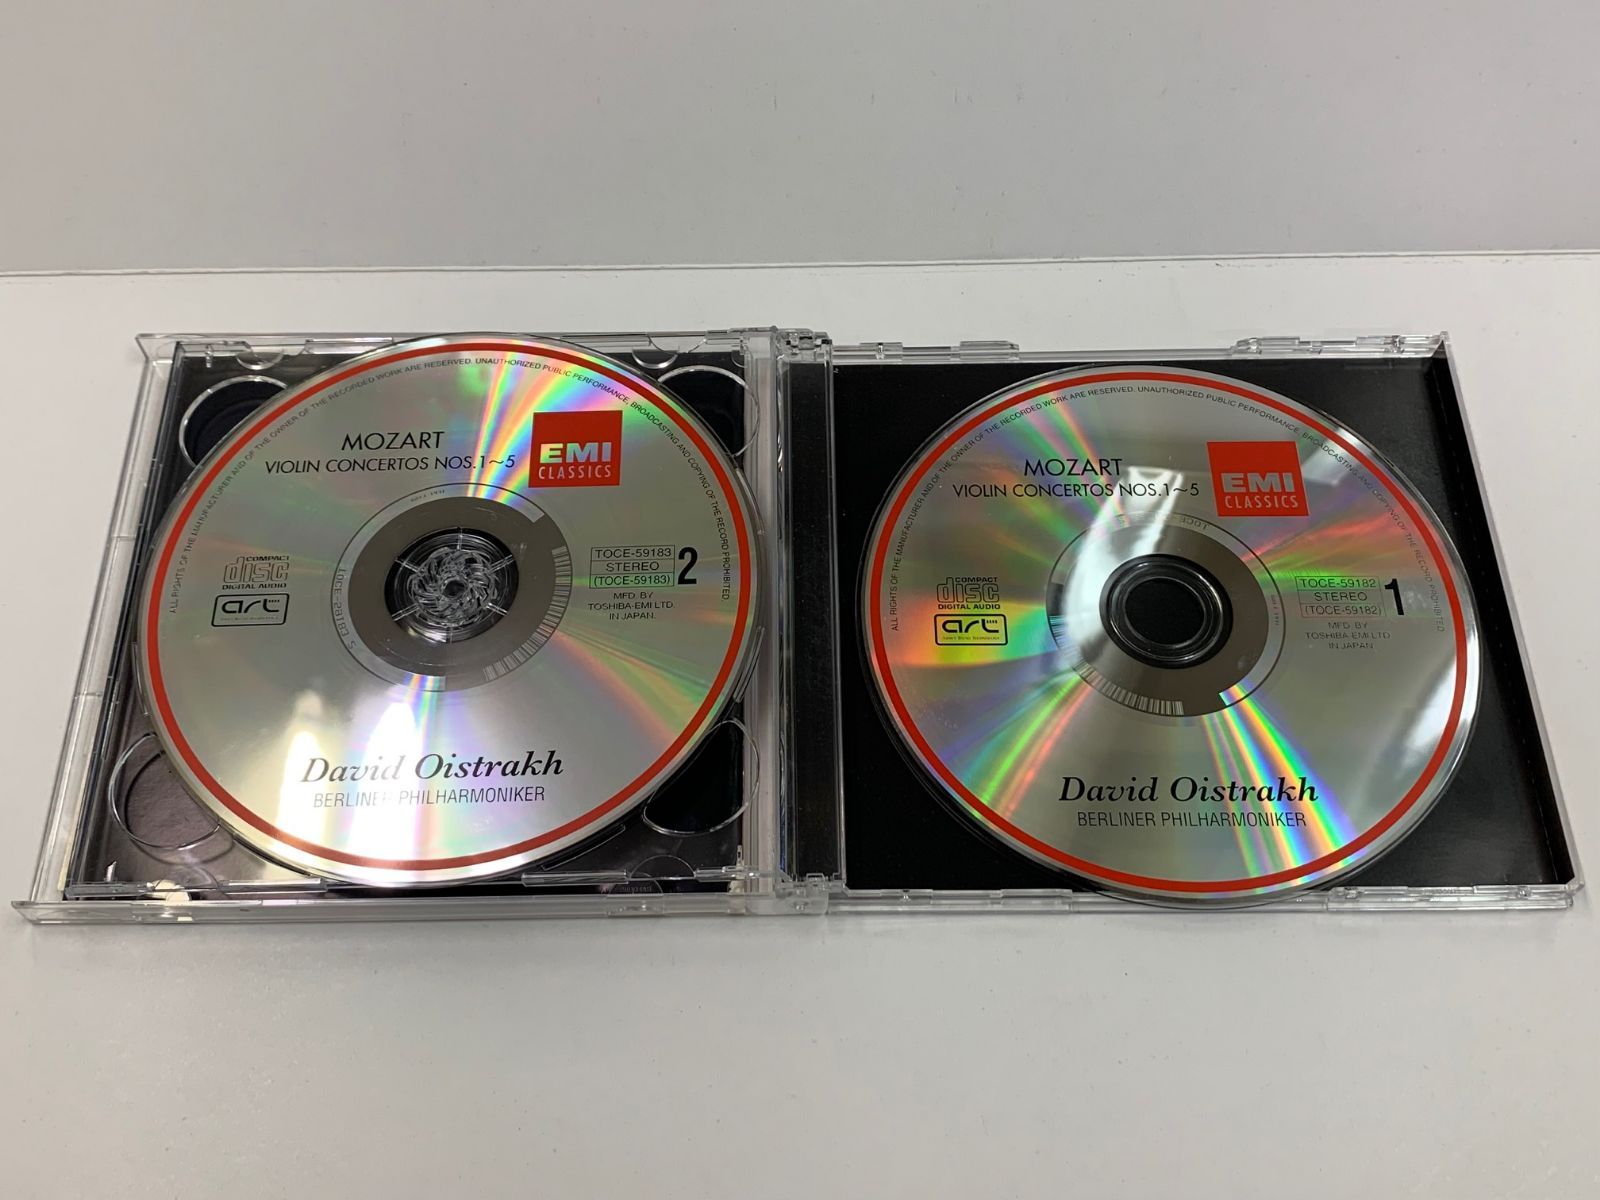 ALL RIGHTS OF THE MANUFACTURER AND OF THE OWNER OF THE RECORDED WORK ARE RESERVED. UNAUTHORIZED PUBLIC PERFORMANCE, BROADCASTING AND COPYING OF THE RECORD PROHIBITED.
MOZART
VIOLIN CONCERTOS NOS.1~5
EMI
CLASSICS
COMPACT
disc
DIGITAL AUDIO
art
TOCE-59183
STEREO
(TOCE-59183)
2
MFD. BY
TOSHIBA-EMI LTD.
IN JAPAN.
TOCE-59183 S
David Oistrakh
BERLINER PHILHARMONIKER
ALL RIGHTS OF THE MANUFACTURER AND OF THE OWNER OF THE RECORDED WORK ARE RESERVED. UNAUTHORIZED PUBLIC PERFORMANCE, BROADCASTING AND COPYING OF THE RECORD PROHIBITED.
MOZART
VIOLIN CONCERTOS NOS.1~5
EMI
CLASSICS
COMPACT
disc
DIGITAL AUDIO
art
TOCE-59182
STEREO
(TOCE-59182)
1
MFD. BY
TOSHIBA-EMI LTD.
IN JAPAN.
David Oistrakh
BERLINER PHILHARMONIKER